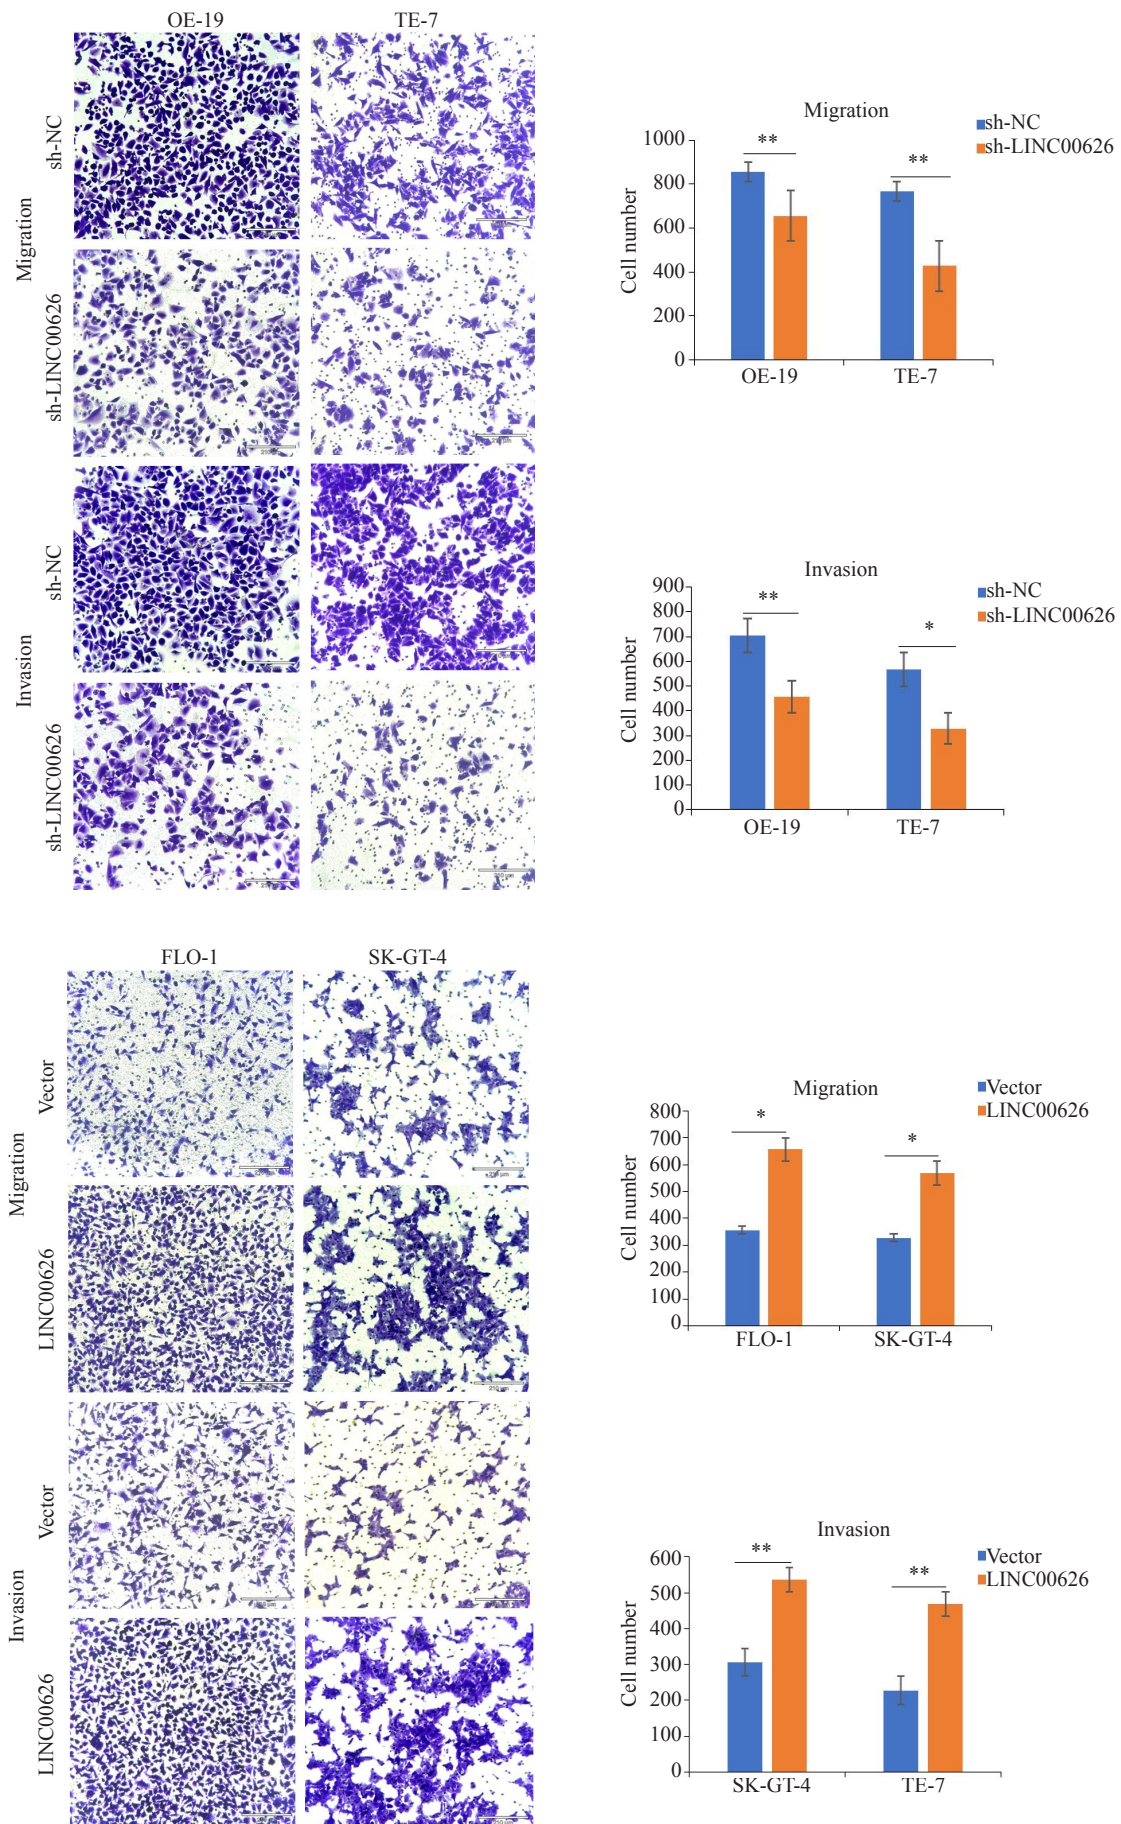 OE-19
TE-7
Migration
sh-NC
sh-LINC00626
Invasion
sh-NC
sh-LINC00626
Migration
sh-NC
sh-LINC00626
Cell number
1000
800
600
400
200
0
**
**
OE-19
TE-7
Invasion
sh-NC
sh-LINC00626
Cell number
900
800
700
600
500
400
300
200
100
0
**
*
OE-19
TE-7
FLO-1
SK-GT-4
Migration
Vector
LINC00626
Invasion
Vector
LINC00626
Migration
Vector
LINC00626
Cell number
800
700
600
500
400
300
200
100
0
*
*
FLO-1
SK-GT-4
Invasion
Vector
LINC00626
Cell number
600
500
400
300
200
100
0
**
**
SK-GT-4
TE-7